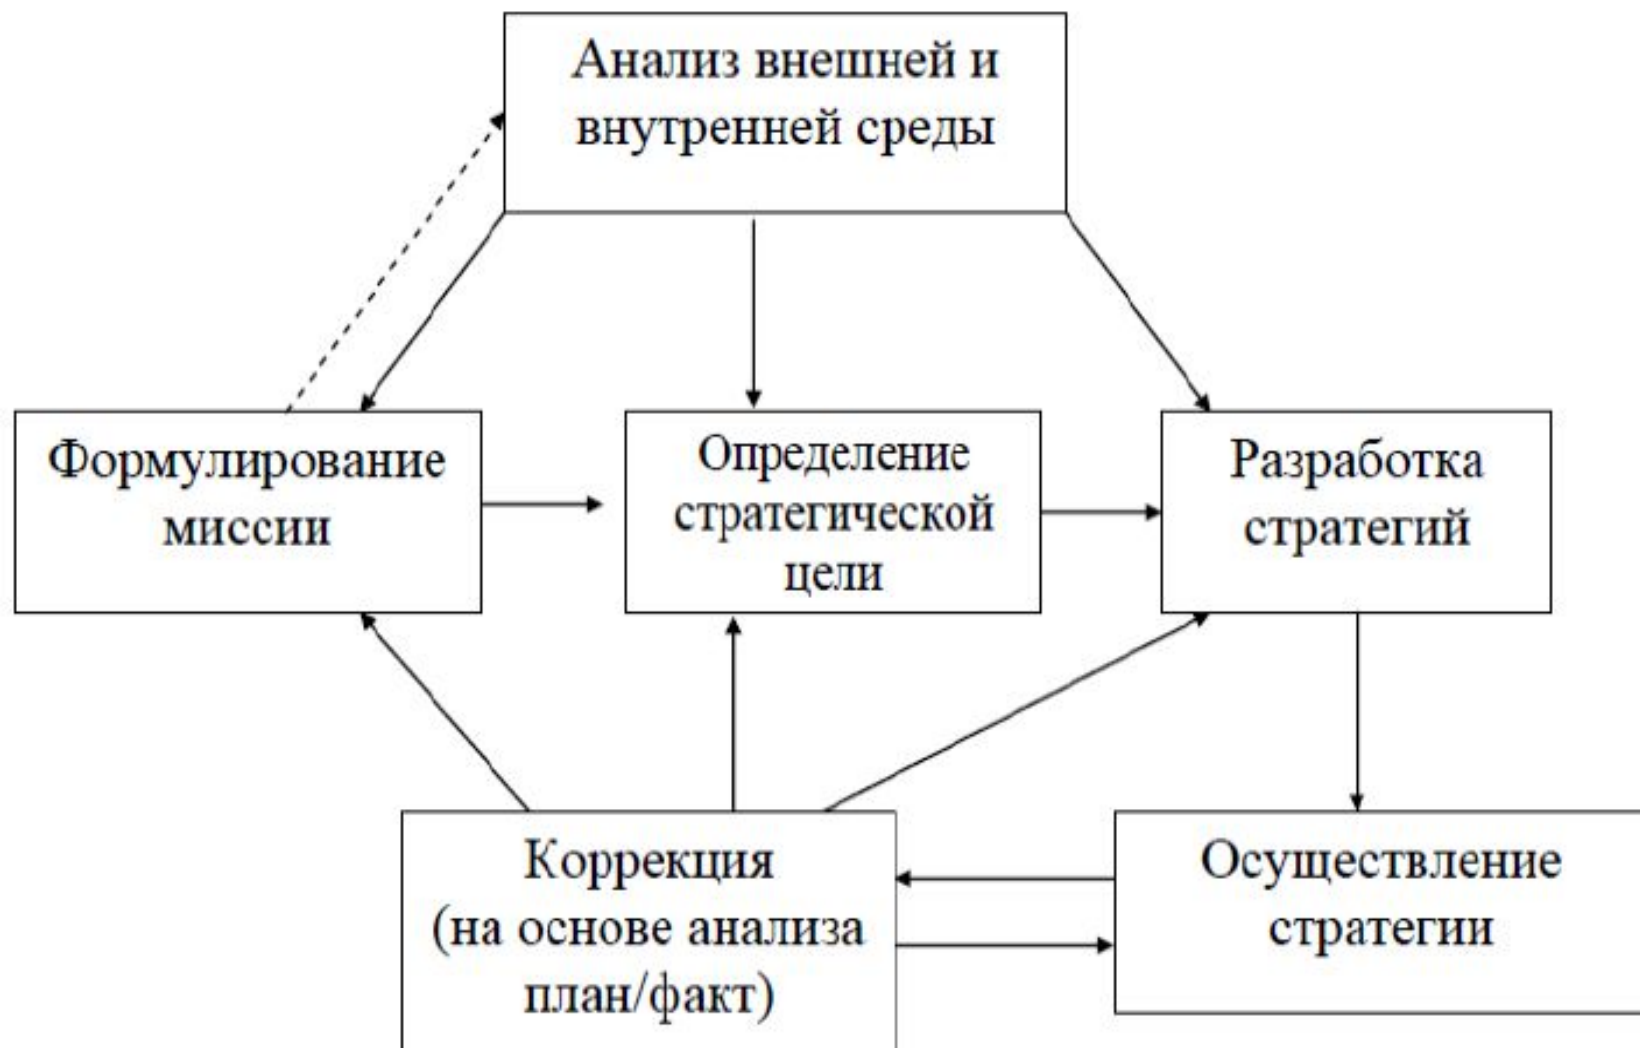 Анализ внешней и
внутренней среды
Формулирование
миссии
Определение
стратегической
цели
Разработка
стратегий
Коррекция
(на основе анализа
план/факт)
Осуществление
стратегии